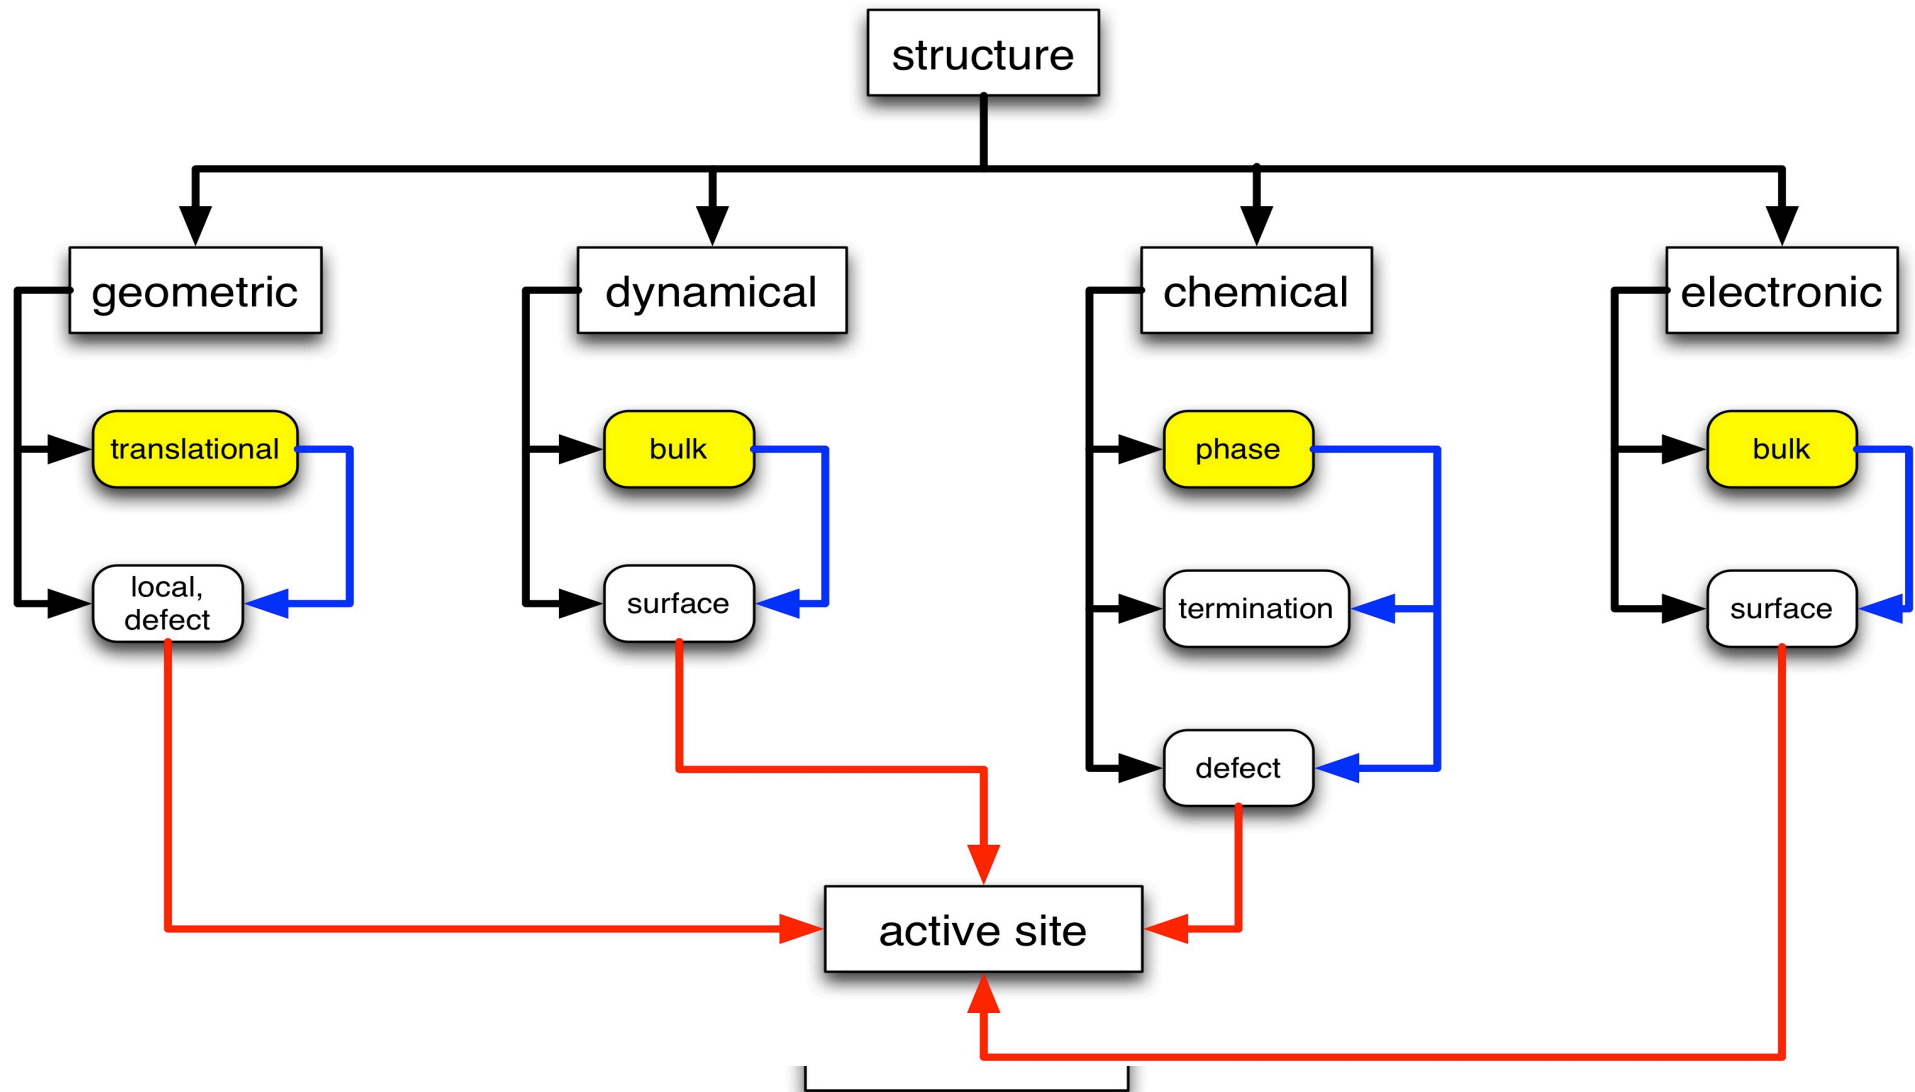 structure
geometric
dynamical
chemical
electronic
translational
bulk
phase
bulk
local,
defect
surface
termination
surface
defect
active site